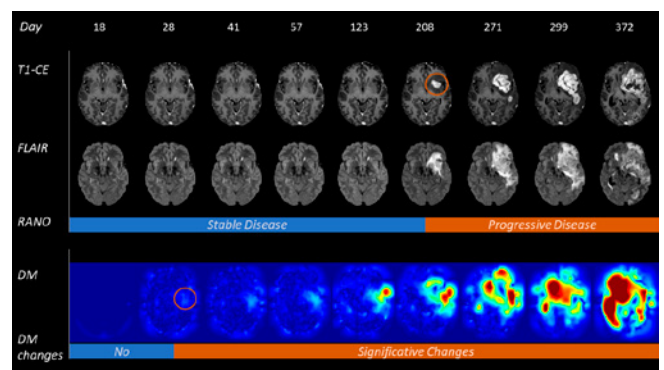 Day 18 28 41 57 123 208 271 299 372
T1-CE
FLAIR
RANO Stable Disease Progressive Disease
DM
DM
changes No Significative Changes